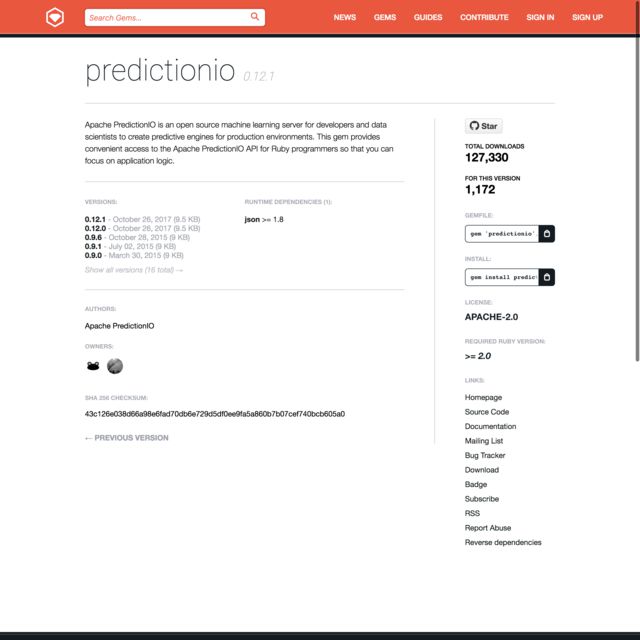 Search Gems...
NEWS
GEMS
GUIDES
CONTRIBUTE
SIGN IN
SIGN UP
predictionio 0.12.1
Apache PredictionIO is an open source machine learning server for developers and data
scientists to create predictive engines for production environments. This gem provides
convenient access to the Apache PredictionIO API for Ruby programmers so that you can
focus on application logic.
VERSIONS:
0.12.1 - October 26, 2017 (9.5 KB)
0.12.0 - October 26, 2017 (9.5 KB)
0.9.6 - October 28, 2015 (9 KB)
0.9.1 - July 02, 2015 (9 KB)
0.9.0 - March 30, 2015 (9 KB)
Show all versions (16 total) →
RUNTIME DEPENDENCIES (1):
json >= 1.8
AUTHORS:
Apache PredictionIO
OWNERS:
SHA 256 CHECKSUM:
43c126e038d66a98e6fad70db6e729d5df0ee9fa5a860b7b07cef740bcb605a0
← PREVIOUS VERSION
Star
TOTAL DOWNLOADS
127,330
FOR THIS VERSION
1,172
GEMFILE:
gem 'predictionio'
INSTALL:
gem install predic
LICENSE:
APACHE-2.0
REQUIRED RUBY VERSION:
>= 2.0
LINKS:
Homepage
Source Code
Documentation
Mailing List
Bug Tracker
Download
Badge
Subscribe
RSS
Report Abuse
Reverse dependencies